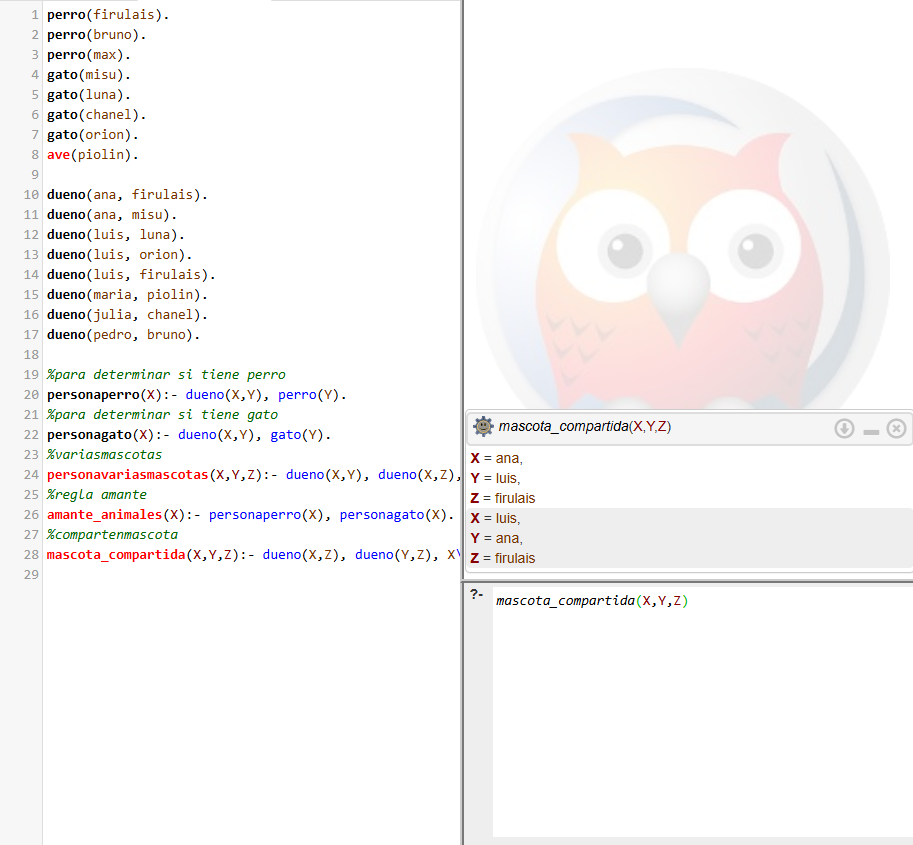 1 perro(firulais).
2 perro(bruno).
3 perro(max).
4 gato(misu).
5 gato(luna).
6 gato(chanel).
7 gato(orion).
8 ave(piolin).
9
10 dueno(ana, firulais).
11 dueno(ana, misu).
12 dueno(luis, luna).
13 dueno(luis, orion).
14 dueno(luis, firulais).
15 dueno(maria, piolin).
16 dueno(julia, chanel).
17 dueno(pedro, bruno).
18
19 %para determinar si tiene perro
20 personaperro(X):- dueno(X,Y), perro(Y).
21 %para determinar si tiene gato
22 personagato(X):- dueno(X,Y), gato(Y).
23 %variasmascotas
24 personavariasmascotas(X,Y,Z):- dueno(X,Y), dueno(X,Z),
25 %regla amante
26 amante_animales(X):- personaperro(X), personagato(X).
27 %compartenmascota
28 mascota_compartida(X,Y,Z):- dueno(X,Z), dueno(Y,Z), X\
29
mascota_compartida(X,Y,Z)
X = ana,
Y = luis,
Z = firulais
X = luis,
Y = ana,
Z = firulais
?- mascota_compartida(X,Y,Z)